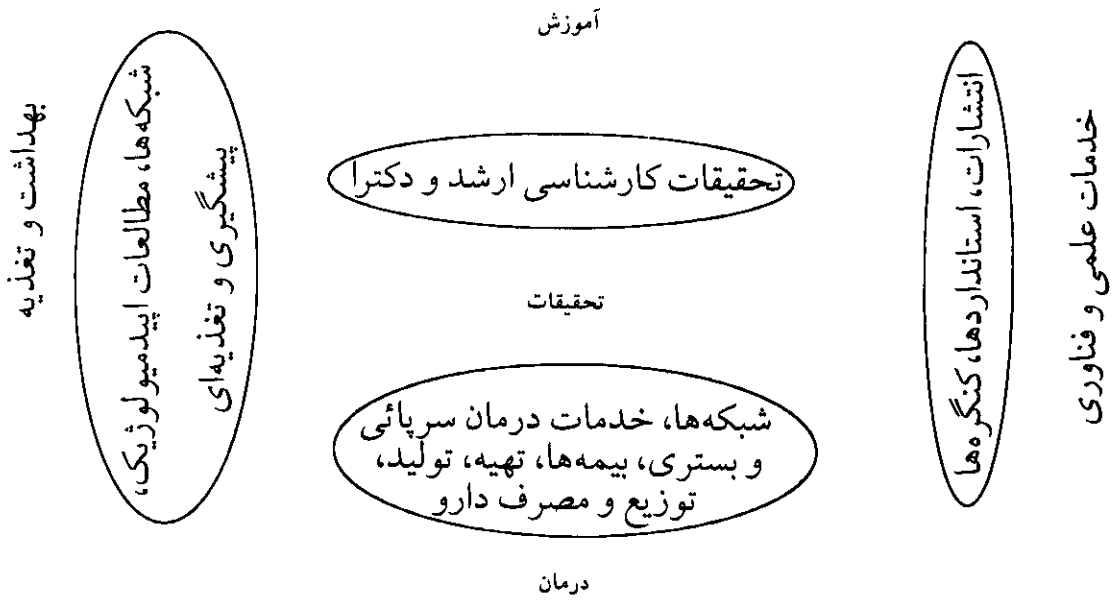 آموزش
خدمات علمی و فناوری
انتشارات، استانداردها، کنگره‌ها
تحقیقات کارشناسی ارشد و دکترا
تحقیقات
شبکه‌ها، خدمات درمان سرپائی
و بستری، بیمه‌ها، تهیه، تولید،
توزیع و مصرف دارو
درمان
شبکه‌ها، مطالعات اپیدمیولوژیک،
پیشگیری و تغذیه‌ای
بهداشت و تغذیه